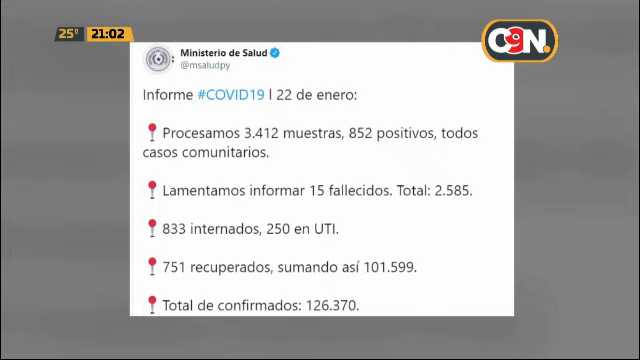 25º 21:02
C9N.
Ministerio de Salud
@msaludpy
Informe #COVID19 l 22 de enero:
Procesamos 3.412 muestras, 852 positivos, todos
casos comunitarios.
Lamentamos informar 15 fallecidos. Total: 2.585.
833 internados, 250 en UTI.
751 recuperados, sumando así 101.599.
Total de confirmados: 126.370.